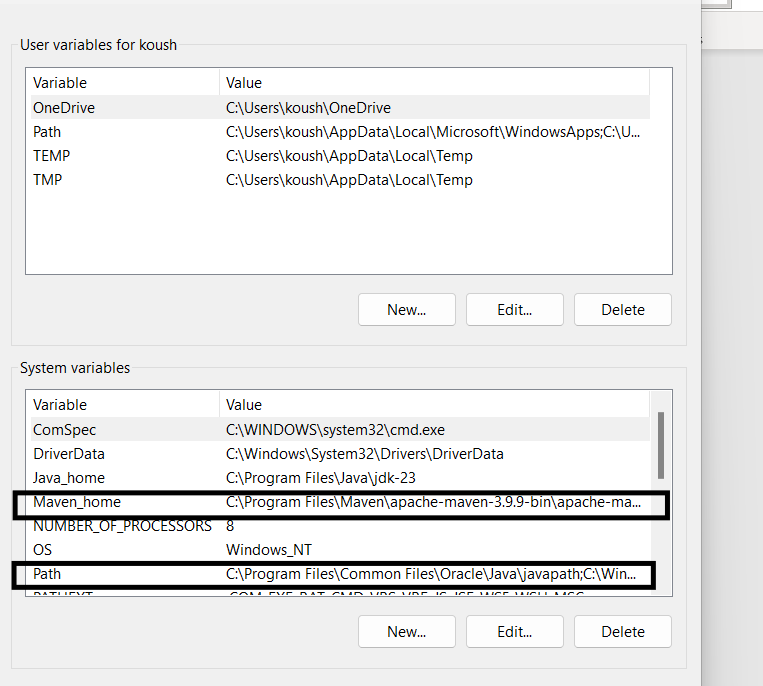 User variables for koush
Variable Value
OneDrive C:\Users\koush\OneDrive
Path C:\Users\koush\AppData\Local\Microsoft\WindowsApps;C:\U...
TEMP C:\Users\koush\AppData\Local\Temp
TMP C:\Users\koush\AppData\Local\Temp
New... Edit... Delete
System variables
Variable Value
ComSpec C:\WINDOWS\system32\cmd.exe
DriverData C:\Windows\System32\Drivers\DriverData
Java_home C:\Program Files\Java\jdk-23
Maven_home C:\Program Files\Maven\apache-maven-3.9.9-bin\apache-ma...
NUMBER_OF_PROCESSORS 8
OS Windows_NT
Path C:\Program Files\Common Files\Oracle\Java\javapath;C:\Win...
New... Edit... Delete